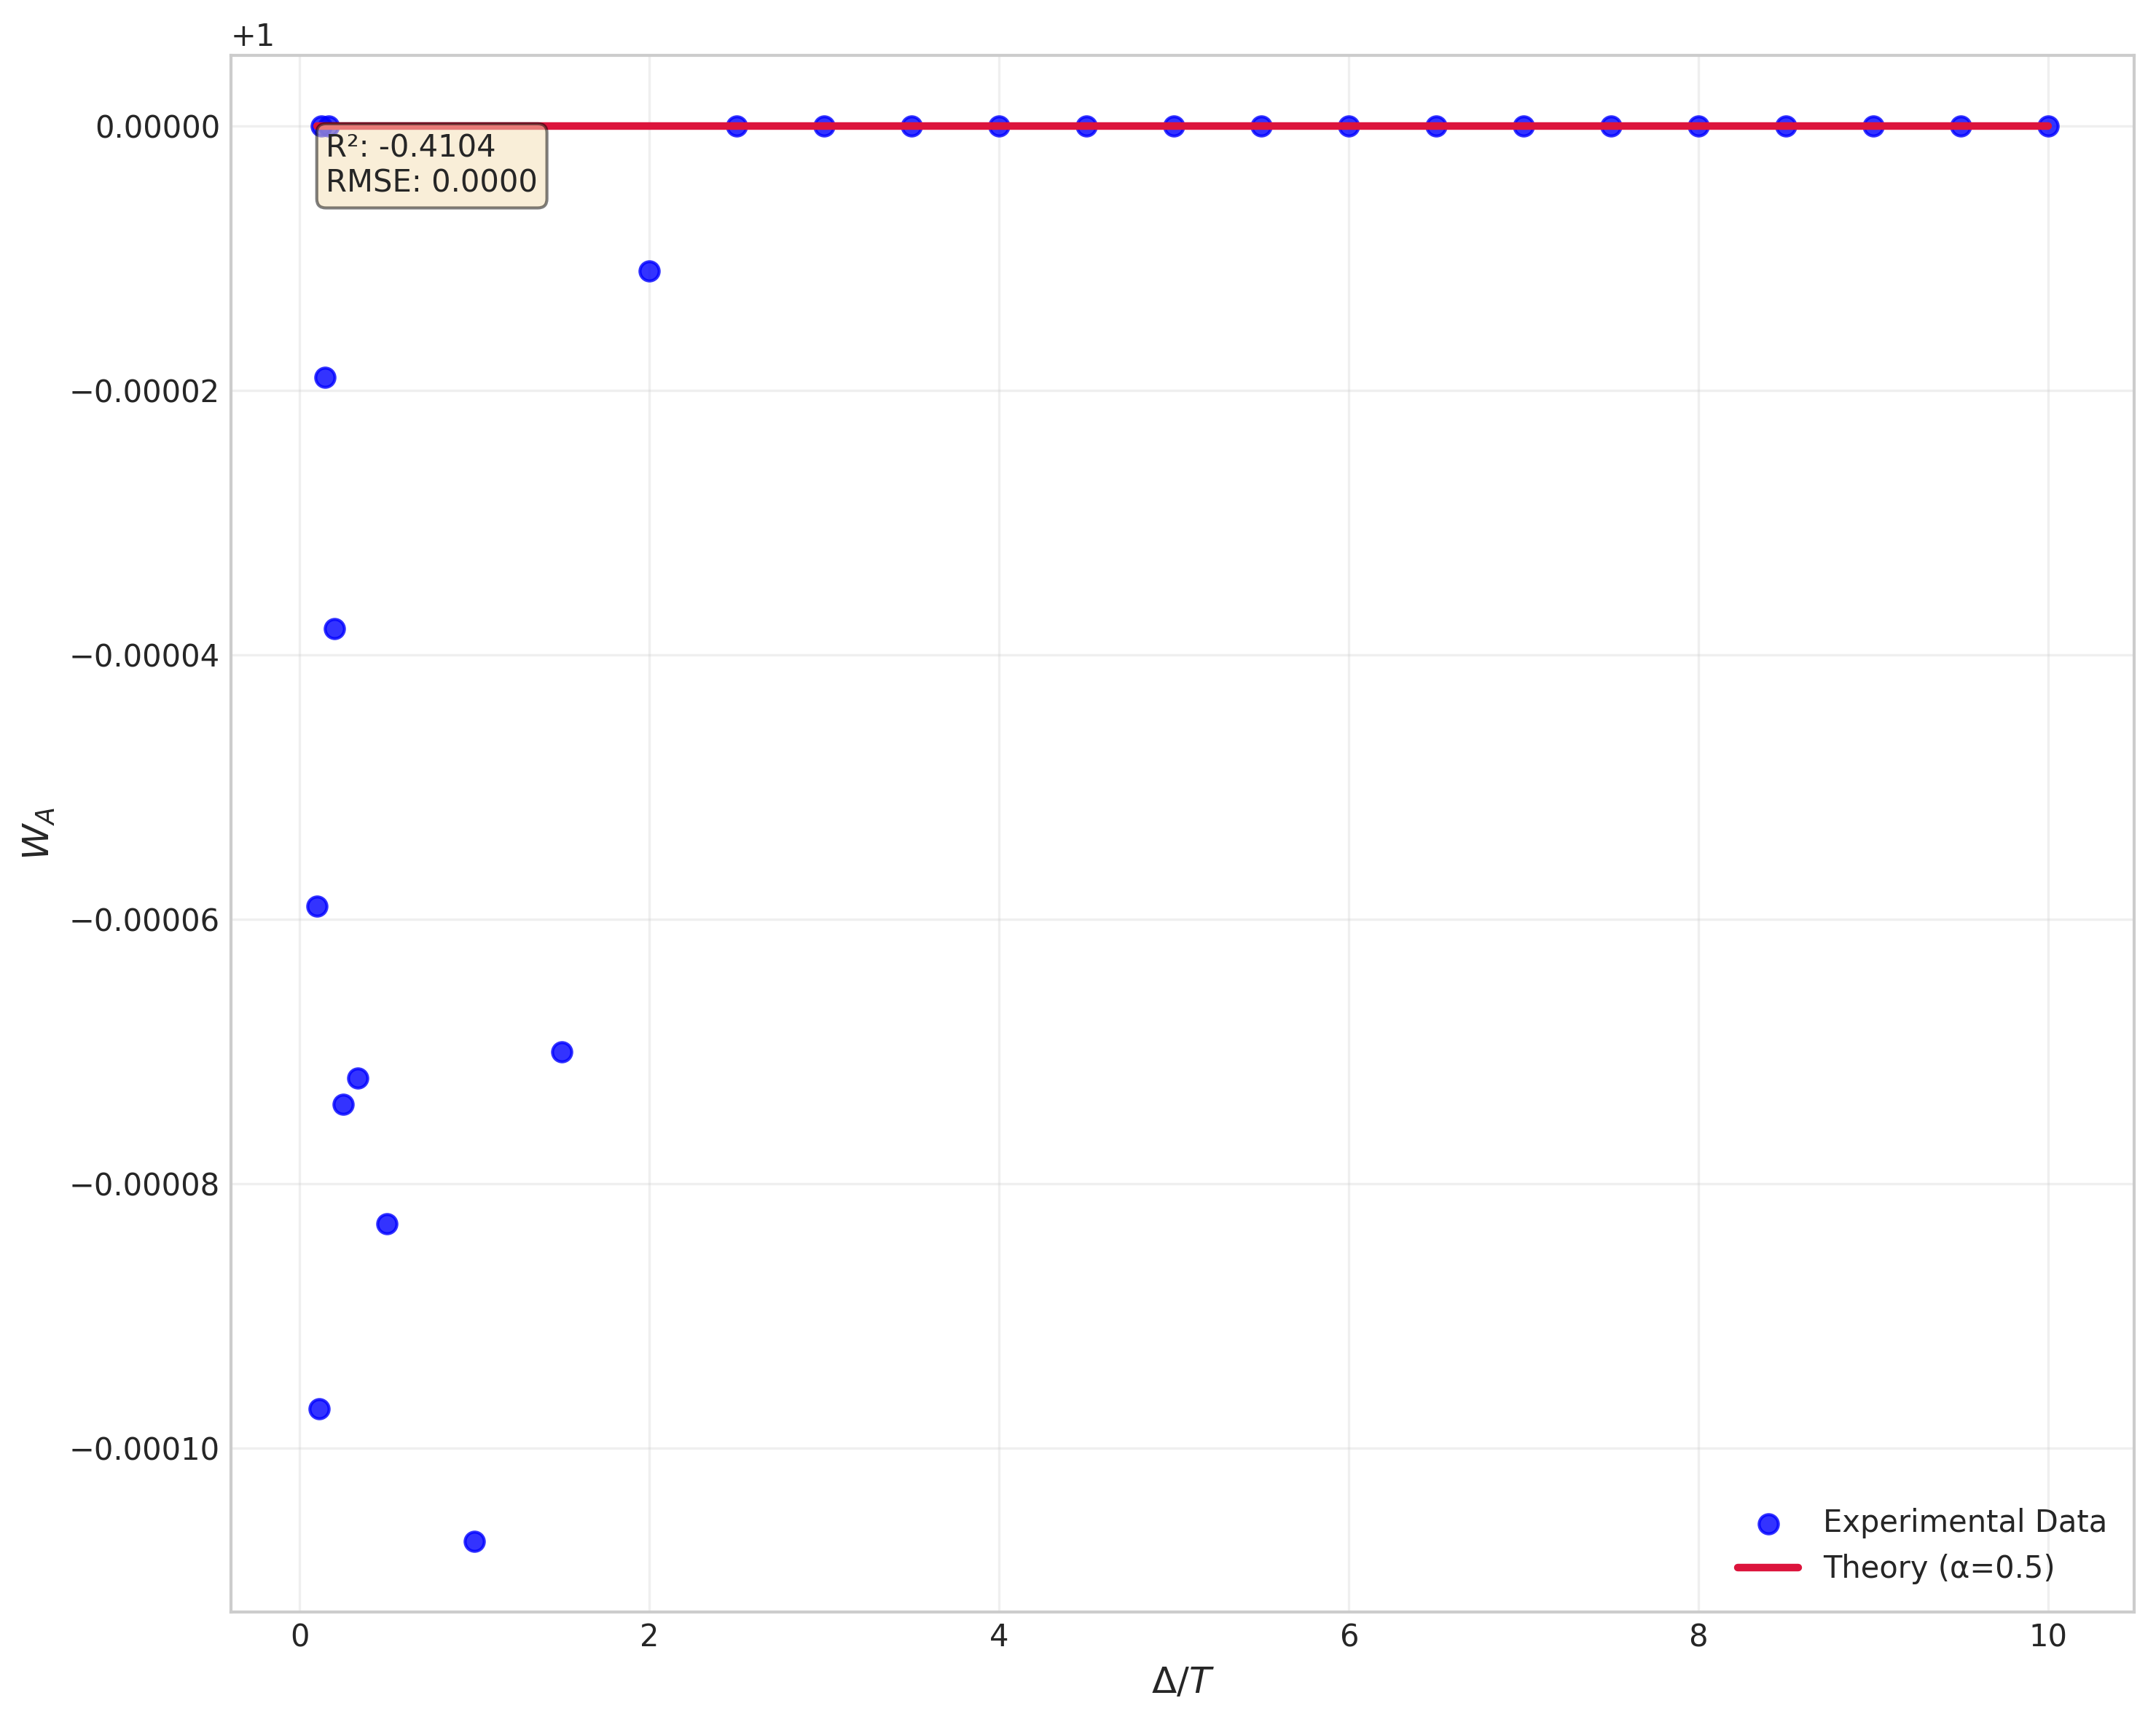 +1
0.00000
R²: -0.4104
RMSE: 0.0000
−0.00002
−0.00004
−0.00006
−0.00008
−0.0010
W_A
Experimental Data
Theory (α=0.5)
0 2 4 6 8 10
Δ/T